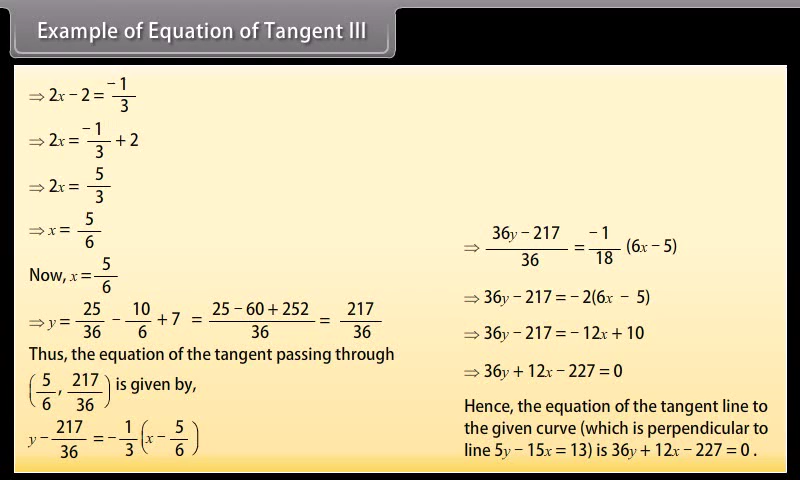 Example of Equation of Tangent III
⇒ 2x − 2 = −1/3
⇒ 2x = −1/3 + 2
⇒ 2x = 5/3
⇒ x = 5/6
Now, x = 5/6
⇒ y = 25/36 − 10/6 + 7 = (25 − 60 + 252)/36 = 217/36
Thus, the equation of the tangent passing through
(5/6, 217/36) is given by,
y − 217/36 = −1/3 (x − 5/6)
⇒ (36y − 217)/36 = −1/18 (6x − 5)
⇒ 36y − 217 = − 2(6x − 5)
⇒ 36y − 217 = − 12x + 10
⇒ 36y + 12x − 227 = 0
Hence, the equation of the tangent line to
the given curve (which is perpendicular to
line 5y − 15x = 13) is 36y + 12x − 227 = 0 .